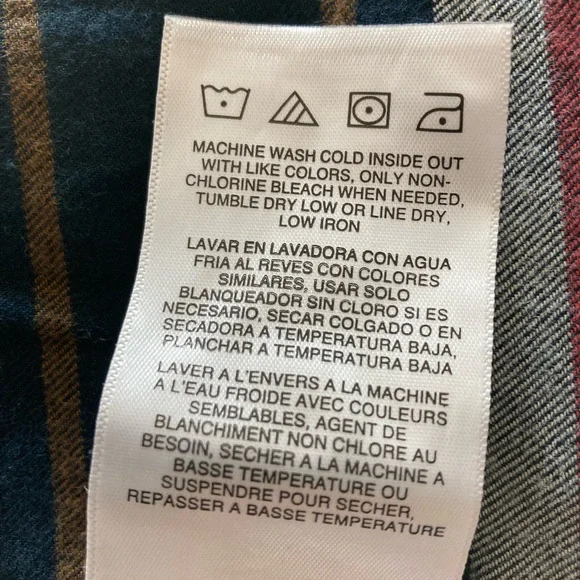 MACHINE WASH COLD INSIDE OUT
WITH LIKE COLORS, ONLY NON-
CHLORINE BLEACH WHEN NEEDED,
TUMBLE DRY LOW OR LINE DRY,
LOW IRON
LAVAR EN LAVADORA CON AGUA
FRIA AL REVES CON COLORES
SIMILARES, USAR SOLO
BLANQUEADOR SIN CLORO SI ES
NECESARIO, SECAR COLGADO O EN
SECADORA A TEMPERATURA BAJA,
PLANCHAR A TEMPERATURA BAJA
LAVER A L'ENVERS A LA MACHINE
A L'EAU FROIDE AVEC COULEURS
SEMBLABLES, AGENT DE
BLANCHIMENT NON CHLORE AU
BESOIN, SECHER A LA MACHINE A
BASSE TEMPERATURE OU
SUSPENDRE POUR SECHER,
REPASSER A BASSE TEMPERATURE